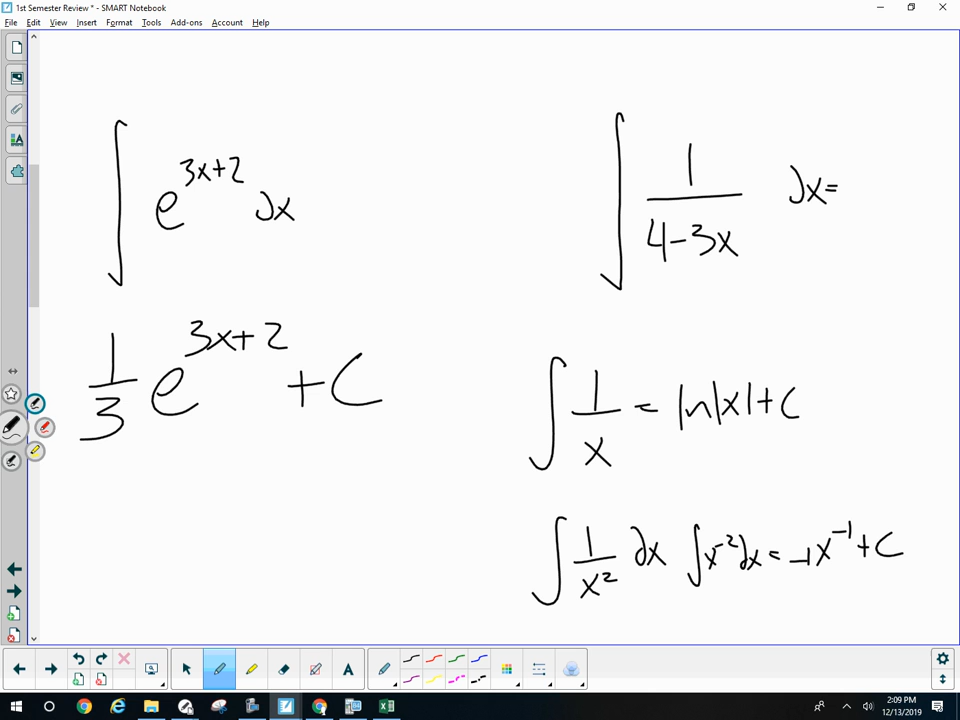 1st Semester Review * - SMART Notebook
File Edit View Insert Format Tools Add-ons Account Help
∫ e^{3x+2} dx
1/3 e^{3x+2} + C
∫ 1/(4-3x) dx=
∫ 1/x = ln|x|+C
∫ 1/x^2 dx ∫x^{-2}dx = -1x^{-1}+C
A
2:09 PM
12/13/2019